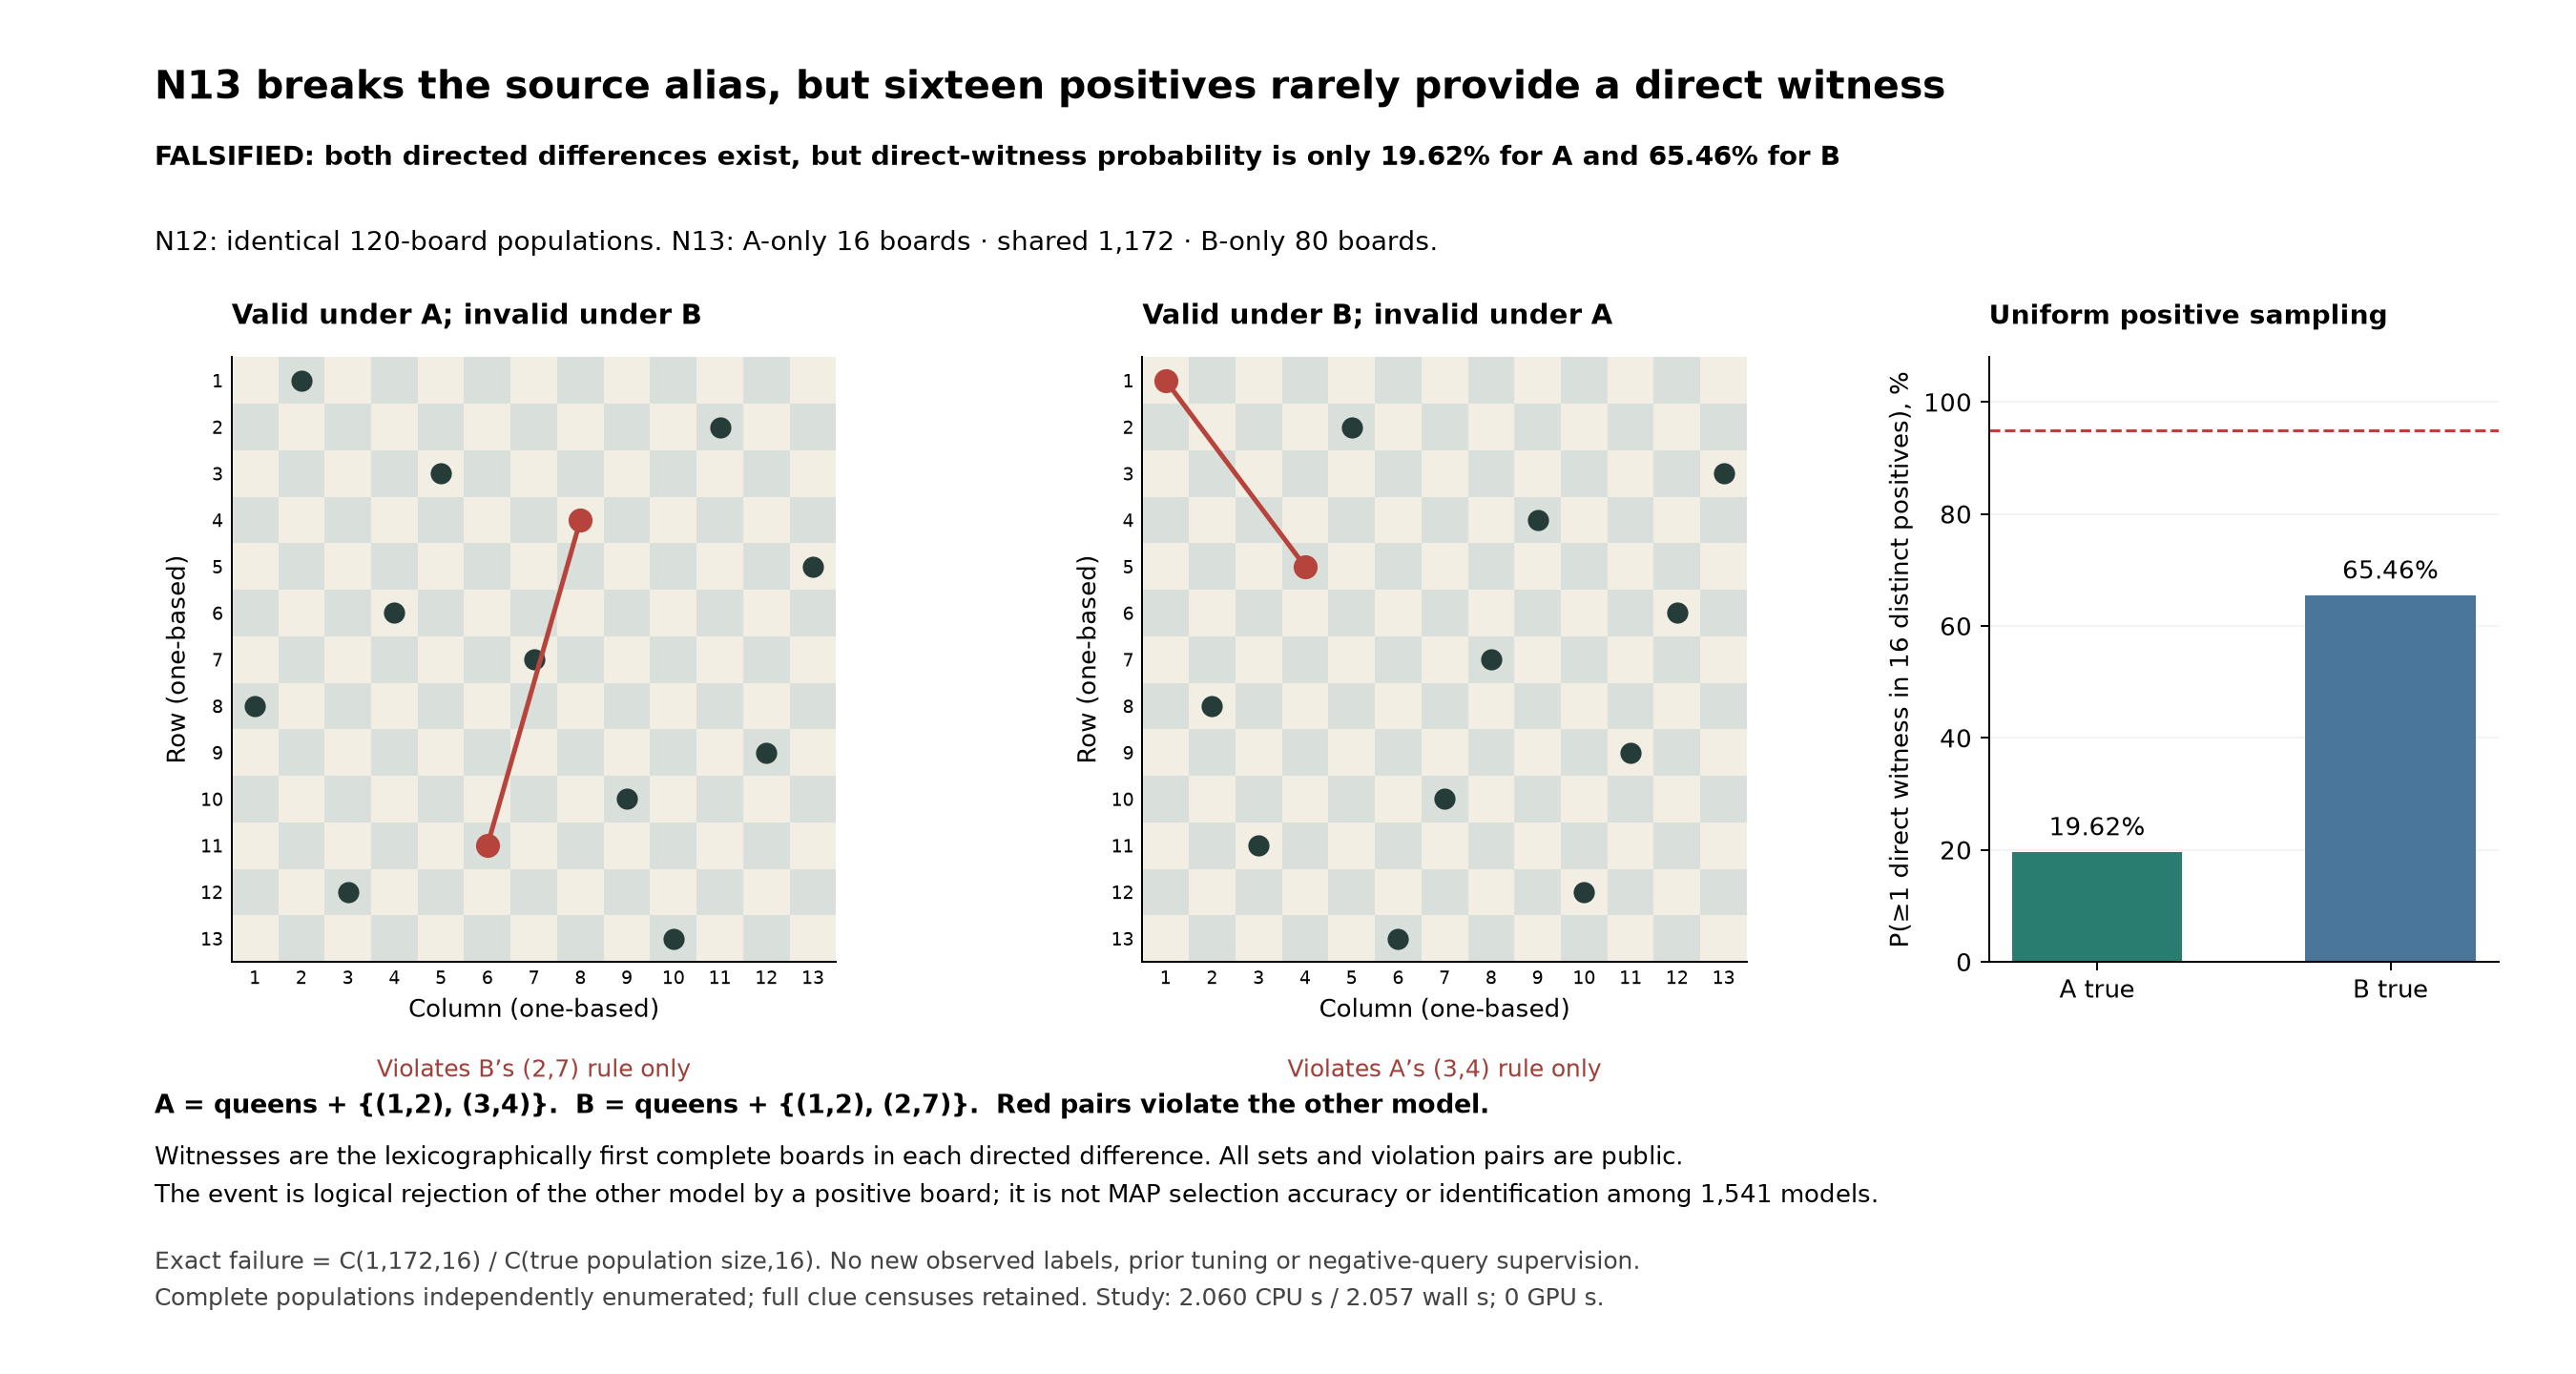 N13 breaks the source alias, but sixteen positives rarely provide a direct witness
FALSIFIED: both directed differences exist, but direct-witness probability is only 19.62% for A and 65.46% for B
N12: identical 120-board populations. N13: A-only 16 boards · shared 1,172 · B-only 80 boards.
Valid under A; invalid under B
Row (one-based)
1
2
3
4
5
6
7
8
9
10
11
12
13
1 2 3 4 5 6 7 8 9 10 11 12 13
Column (one-based)
Violates B’s (2,7) rule only
Valid under B; invalid under A
Row (one-based)
1
2
3
4
5
6
7
8
9
10
11
12
13
1 2 3 4 5 6 7 8 9 10 11 12 13
Column (one-based)
Violates A’s (3,4) rule only
Uniform positive sampling
P(≥1 direct witness in 16 distinct positives), %
100
80
60
40
20
0
19.62%
65.46%
A true B true
A = queens + {(1,2), (3,4)}. B = queens + {(1,2), (2,7)}. Red pairs violate the other model.
Witnesses are the lexicographically first complete boards in each directed difference. All sets and violation pairs are public.
The event is logical rejection of the other model by a positive board; it is not MAP selection accuracy or identification among 1,541 models.
Exact failure = C(1,172,16) / C(true population size,16). No new observed labels, prior tuning or negative-query supervision.
Complete populations independently enumerated; full clue censuses retained. Study: 2.060 CPU s / 2.057 wall s; 0 GPU s.